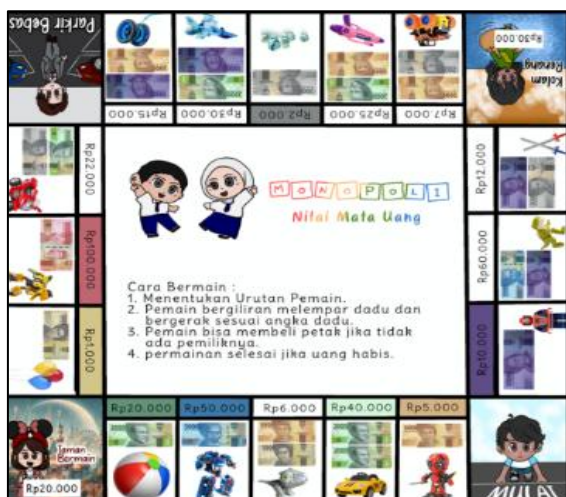 Parkir Bebas
Rp15.000
Rp30.000
Rp2.000
Rp25.000
Rp7.000
Rp30.000
Kolam
Renang
Rp22.000
Rp100.000
Rp1.000
MONOPOLI
Nilai Mata Uang
Cara Bermain :
1. Menentukan Urutan Pemain.
2. Pemain bergiliran melempar dadu dan
bergerak sesuai angka dadu.
3. Pemain bisa membeli petak jika tidak
ada pemiliknya.
4. permainan selesai jika uang habis.
Rp12.000
Rp60.000
Rp10.000
Taman
Bermain
Rp20.000
Rp20.000
Rp50.000
Rp6.000
Rp40.000
Rp5.000
MULAI